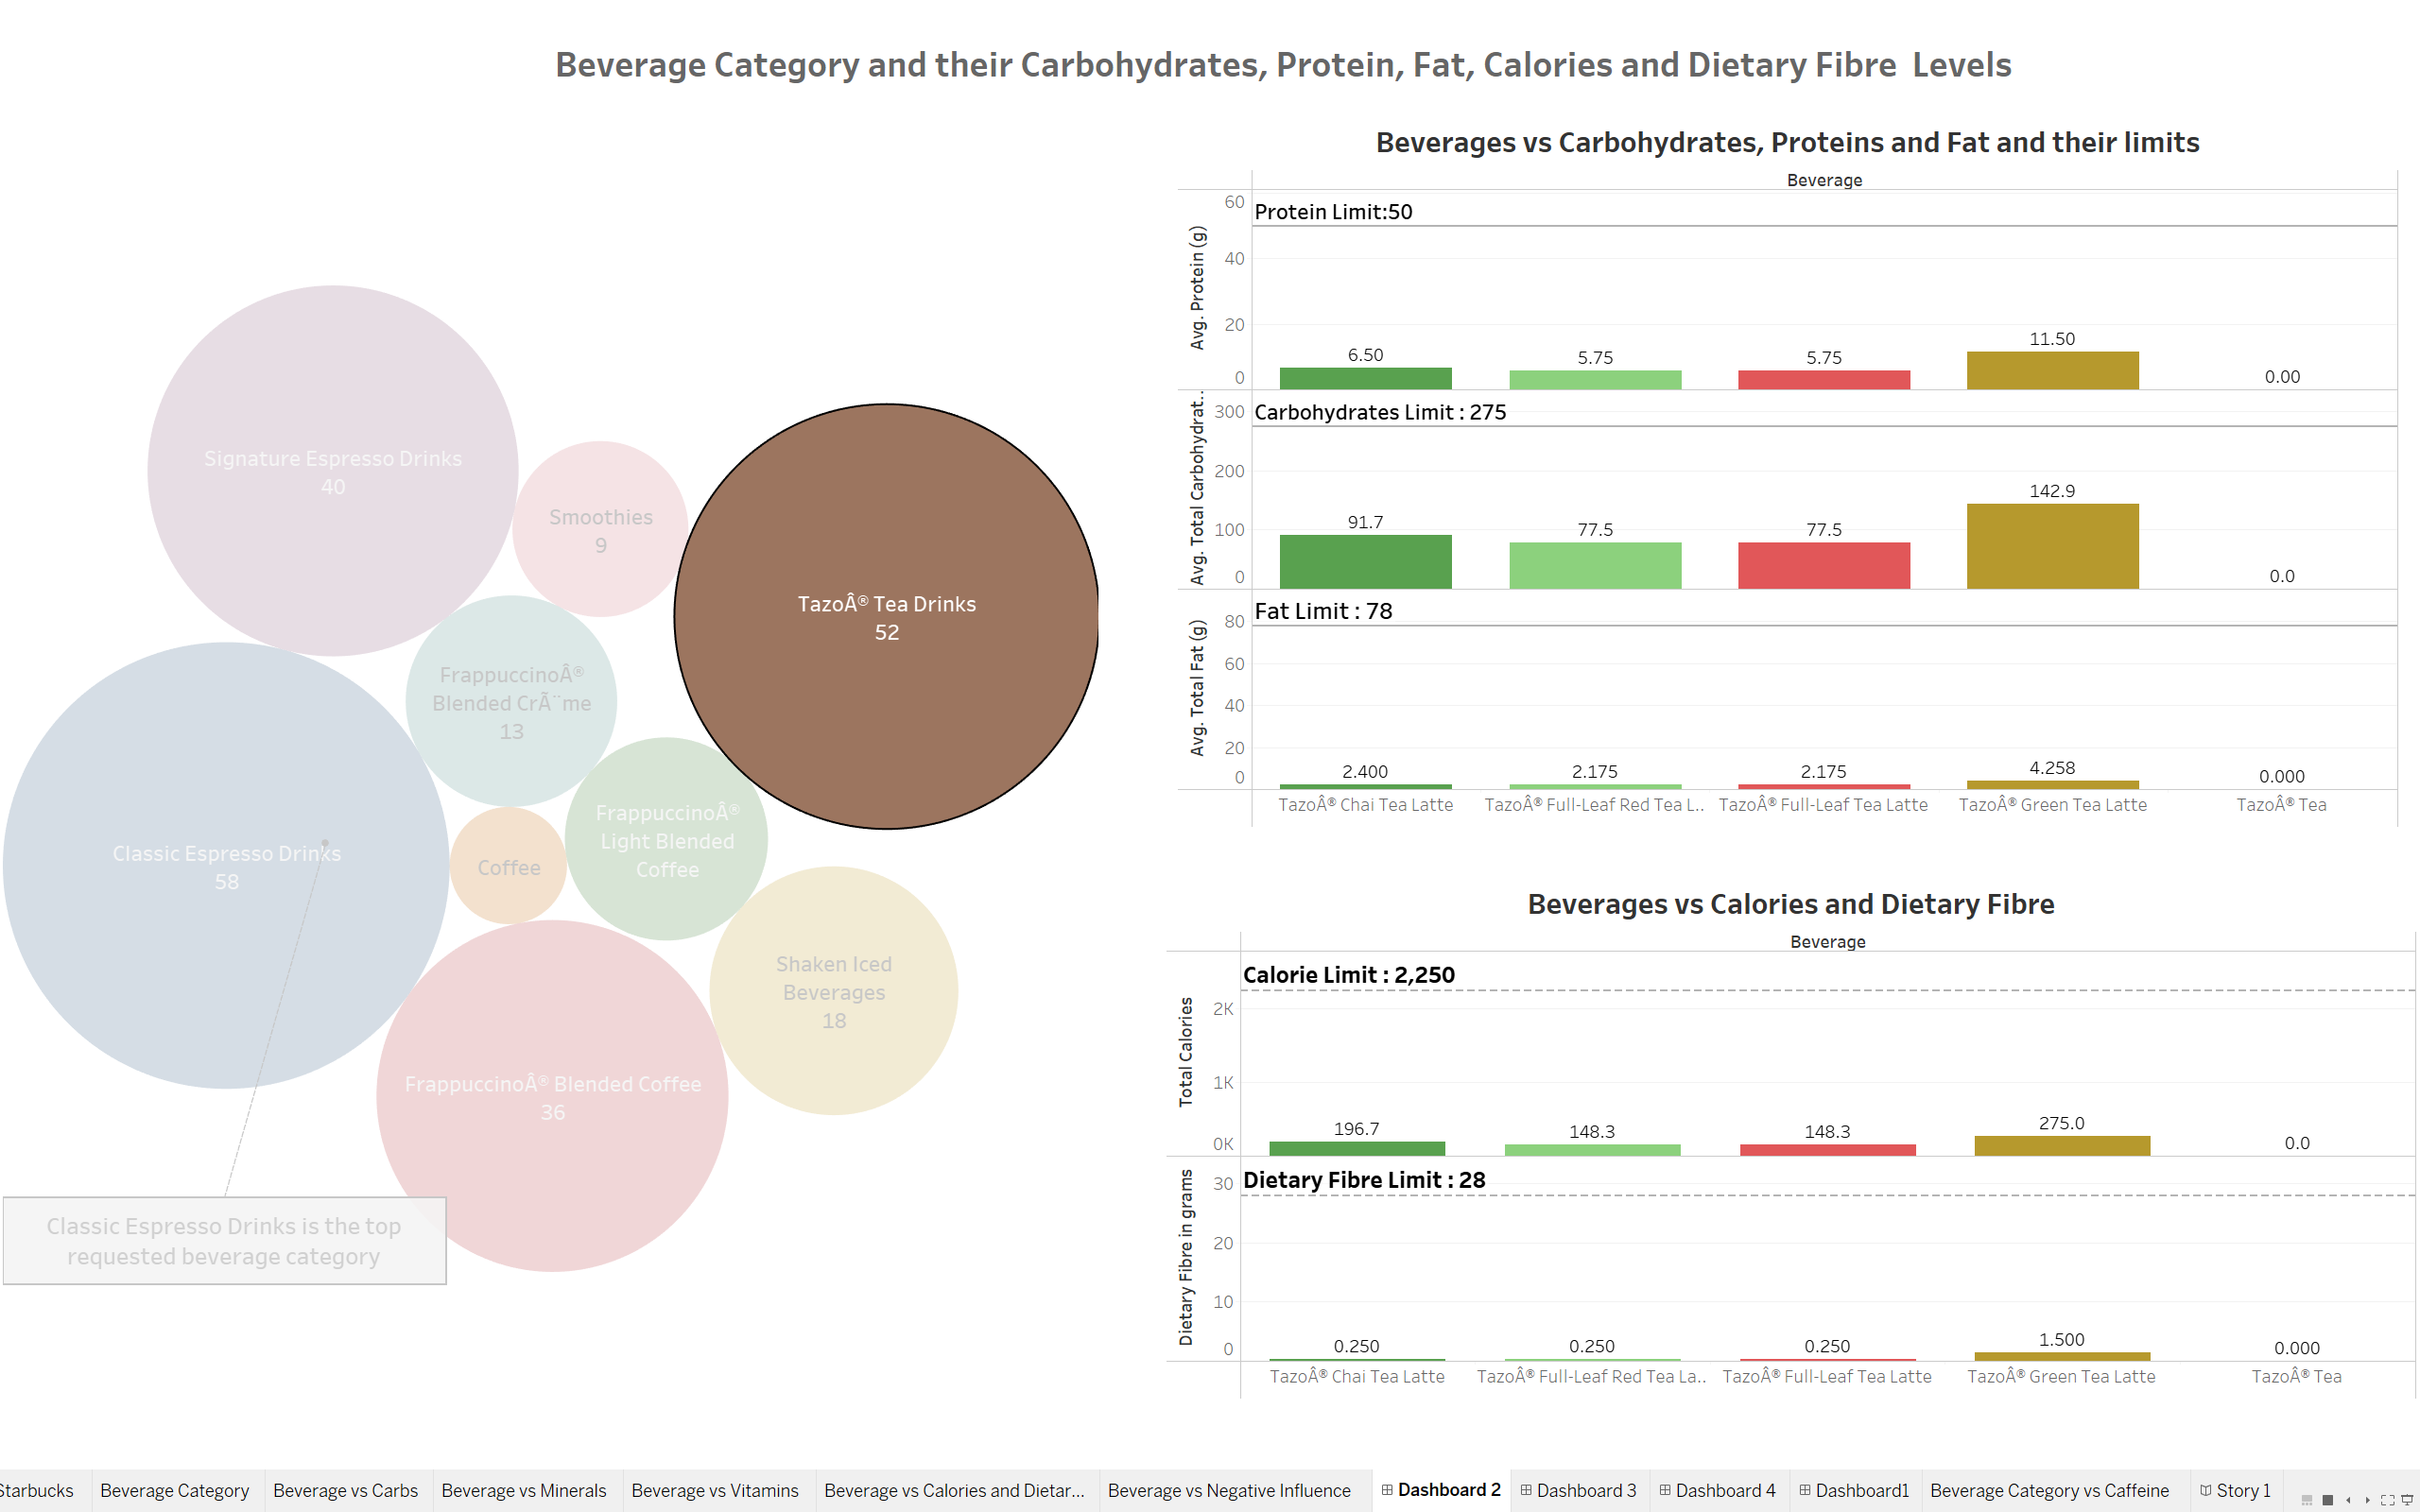 Beverage Category and their Carbohydrates, Protein, Fat, Calories and Dietary Fibre Levels
Signature Espresso Drinks
40
Smoothies
9
TazoÂ® Tea Drinks
52
FrappuccinoÂ®
Blended CrÃ¨me
13
FrappuccinoÂ®
Light Blended
Coffee
Classic Espresso Drinks
58
Coffee
Shaken Iced
Beverages
18
FrappuccinoÂ® Blended Coffee
36
Classic Espresso Drinks is the top
requested beverage category
Beverages vs Carbohydrates, Proteins and Fat and their limits
Beverage
Avg. Protein (g)
60
40
20
0
Protein Limit:50
6.50
5.75
5.75
11.50
0.00
Avg. Total Carbohydrat..
300
200
100
0
Carbohydrates Limit : 275
91.7
77.5
77.5
142.9
0.0
Avg. Total Fat (g)
80
60
40
20
0
Fat Limit : 78
2.400
2.175
2.175
4.258
0.000
TazoÂ® Chai Tea Latte
TazoÂ® Full-Leaf Red Tea L..
TazoÂ® Full-Leaf Tea Latte
TazoÂ® Green Tea Latte
TazoÂ® Tea
Beverages vs Calories and Dietary Fibre
Beverage
Total Calories
2K
1K
0K
Calorie Limit : 2,250
196.7
148.3
148.3
275.0
0.0
Dietary Fibre in grams
30
20
10
0
Dietary Fibre Limit : 28
0.250
0.250
0.250
1.500
0.000
TazoÂ® Chai Tea Latte
TazoÂ® Full-Leaf Red Tea La..
TazoÂ® Full-Leaf Tea Latte
TazoÂ® Green Tea Latte
TazoÂ® Tea
Starbucks
Beverage Category
Beverage vs Carbs
Beverage vs Minerals
Beverage vs Vitamins
Beverage vs Calories and Dietar...
Beverage vs Negative Influence
Dashboard 2
Dashboard 3
Dashboard 4
Dashboard1
Beverage Category vs Caffeine
Story 1